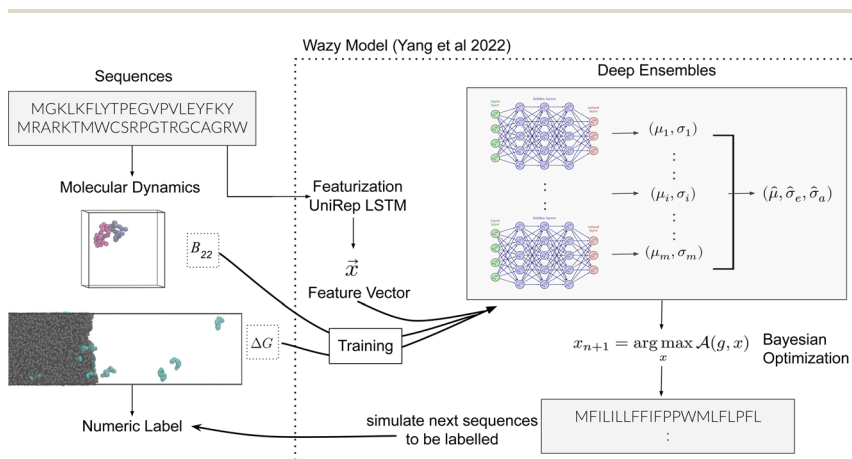 Wazy Model (Yang et al 2022)
Sequences
MGKLKFLYTPEGVPVLEYFKY
MRARKTMWCSRPGTRGCAGRW
Molecular Dynamics
B₂₂
ΔG
Numeric Label
Featurization
UniRep LSTM
x⃗
Feature Vector
Training
Deep Ensembles
(μ₁, σ₁)
⋮
(μᵢ, σᵢ)
⋮
(μₘ, σₘ)
(μ̂, σ̂ₑ, σ̂ₐ)
xₙ₊₁ = arg max 𝒜(g, x)
x
Bayesian
Optimization
simulate next sequences
to be labelled
MFILILLFFIFPPWMLFLPFL
⋮